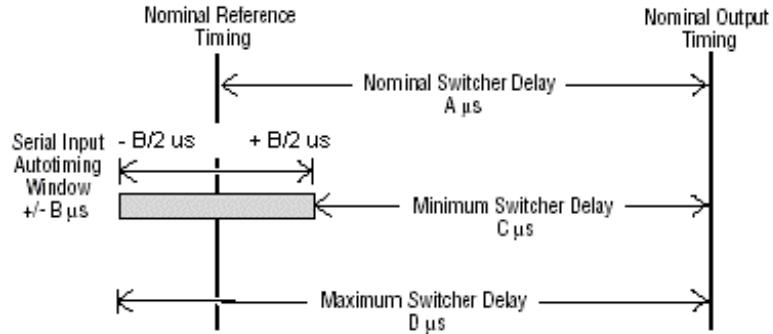 Nominal Reference
Timing
Nominal Output
Timing
Nominal Switcher Delay
A µs
Serial Input
Autotiming
Window
+/- B µs
- B/2 us
+ B/2 us
Minimum Switcher Delay
C µs
Maximum Switcher Delay
D µs